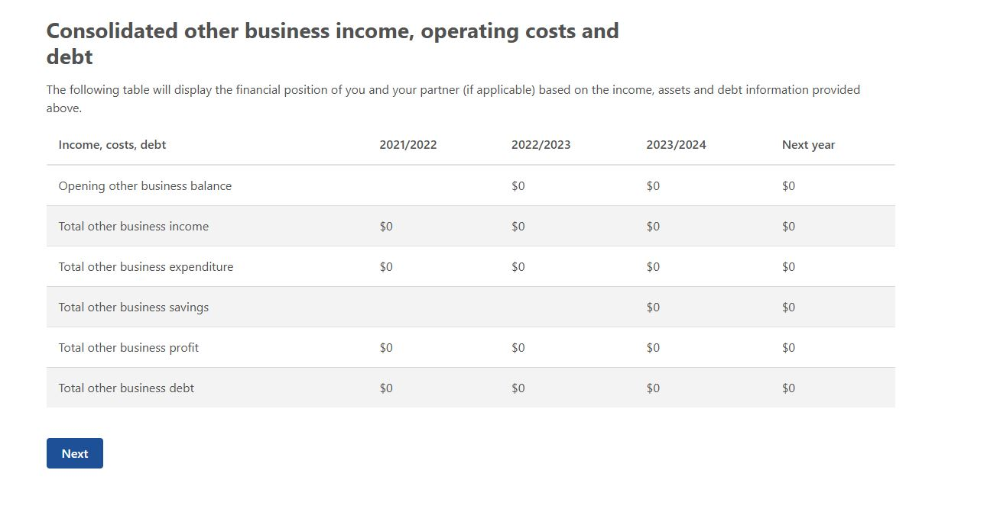 Consolidated other business income, operating costs and
debt
The following table will display the financial position of you and your partner (if applicable) based on the income, assets and debt information provided
above.
Income, costs, debt 2021/2022 2022/2023 2023/2024 Next year
Opening other business balance $0 $0 $0
Total other business income $0 $0 $0 $0
Total other business expenditure $0 $0 $0 $0
Total other business savings $0 $0
Total other business profit $0 $0 $0 $0
Total other business debt $0 $0 $0 $0
Next